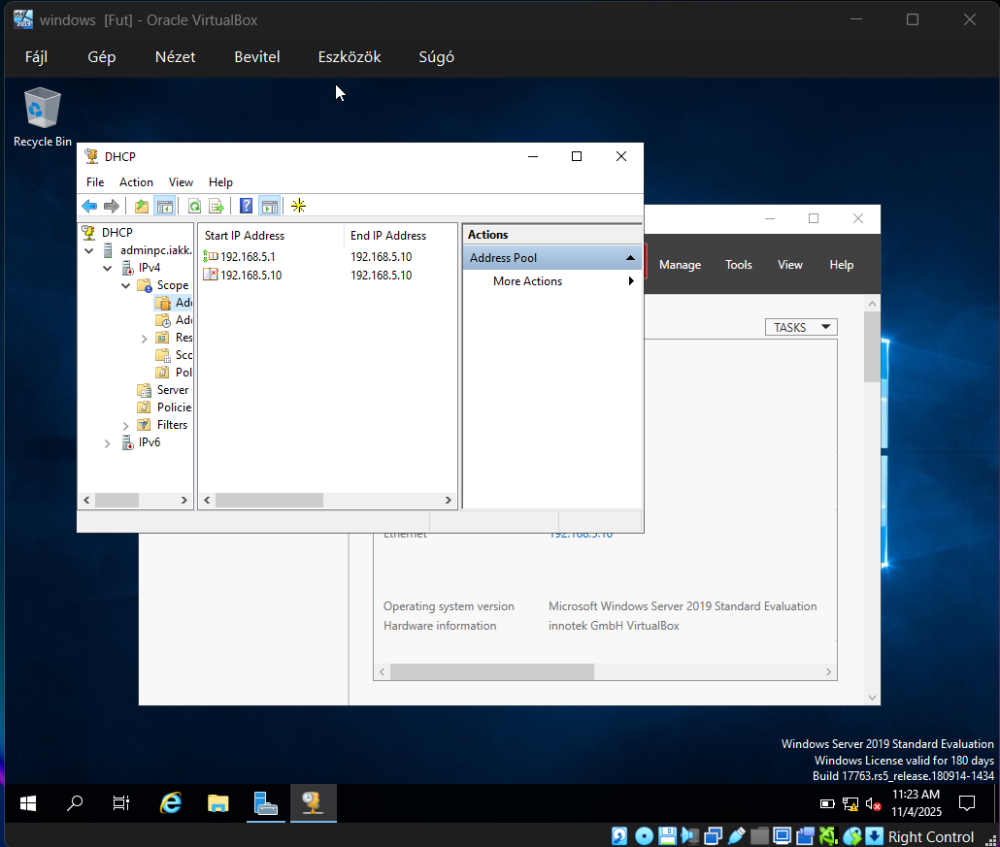 windows [Fut] - Oracle VirtualBox
Fájl Gép Nézet Bevitel Eszközök Súgó
Recycle Bin
DHCP
File Action View Help
DHCP
adminpc.iakk.
IPv4
Scope
Add
Add
Res
Sco
Pol
Server
Policie
Filters
IPv6
Start IP Address End IP Address
192.168.5.1 192.168.5.10
192.168.5.10 192.168.5.10
Actions
Address Pool
More Actions
Manage Tools View Help
TASKS
Ethernet 192.168.5.10
Operating system version Microsoft Windows Server 2019 Standard Evaluation
Hardware information innotek GmbH VirtualBox
Windows Server 2019 Standard Evaluation
Windows License valid for 180 days
Build 17763.rs5_release.180914-1434
11:23 AM
11/4/2025
Right Control